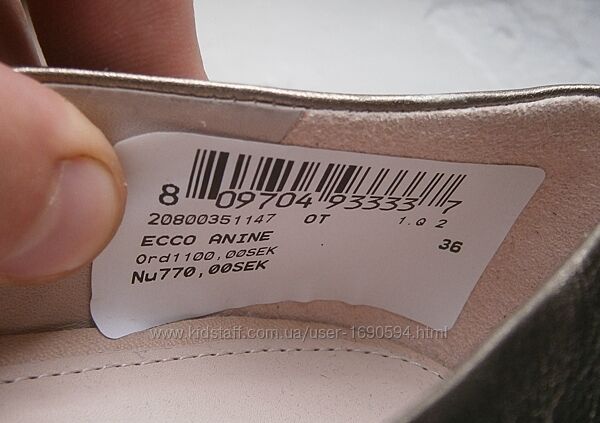 8 09704 93333 7
20800351147 OT 1.Q 2
ECCO ANINE 36
Ord1100,00SEK
Nu770,00SEK
www.kidstaff.com.ua/user-1690594.html